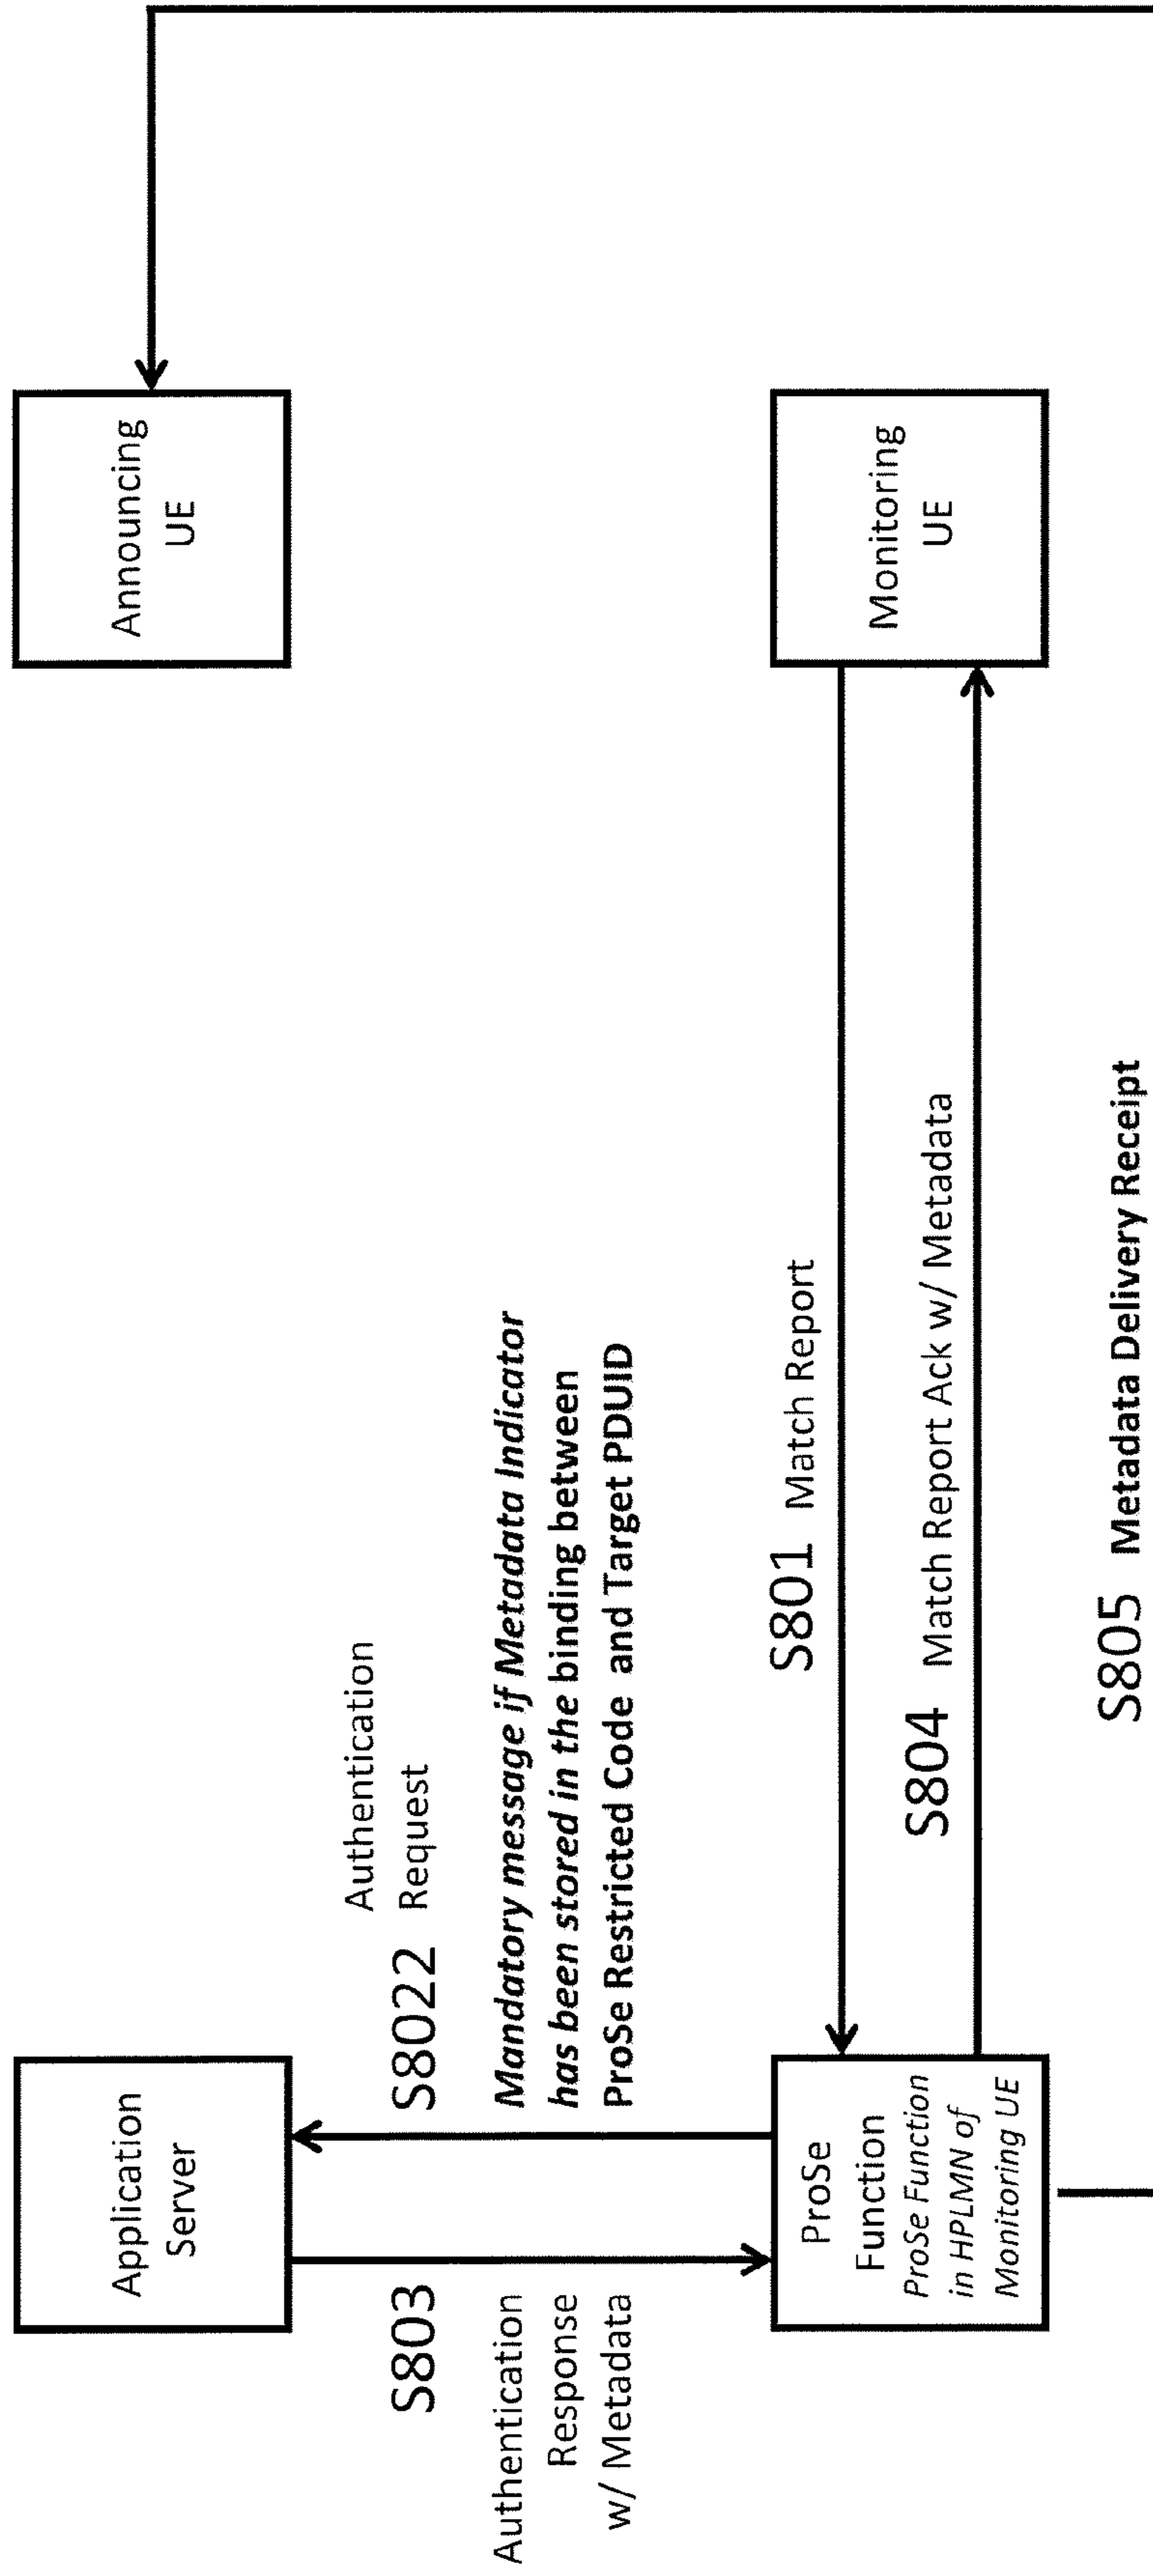 Application
Server
Announcing
UE
Authentication
S8022 Request
S803
Authentication
Response
w/ Metadata
Mandatory message if Metadata Indicator
has been stored in the binding between
ProSe Restricted Code and Target PDUID
S801 Match Report
ProSe
Function
ProSe Function
in HPLMN of
Monitoring UE
Monitoring
UE
S804 Match Report Ack w/ Metadata
S805 Metadata Delivery Receipt